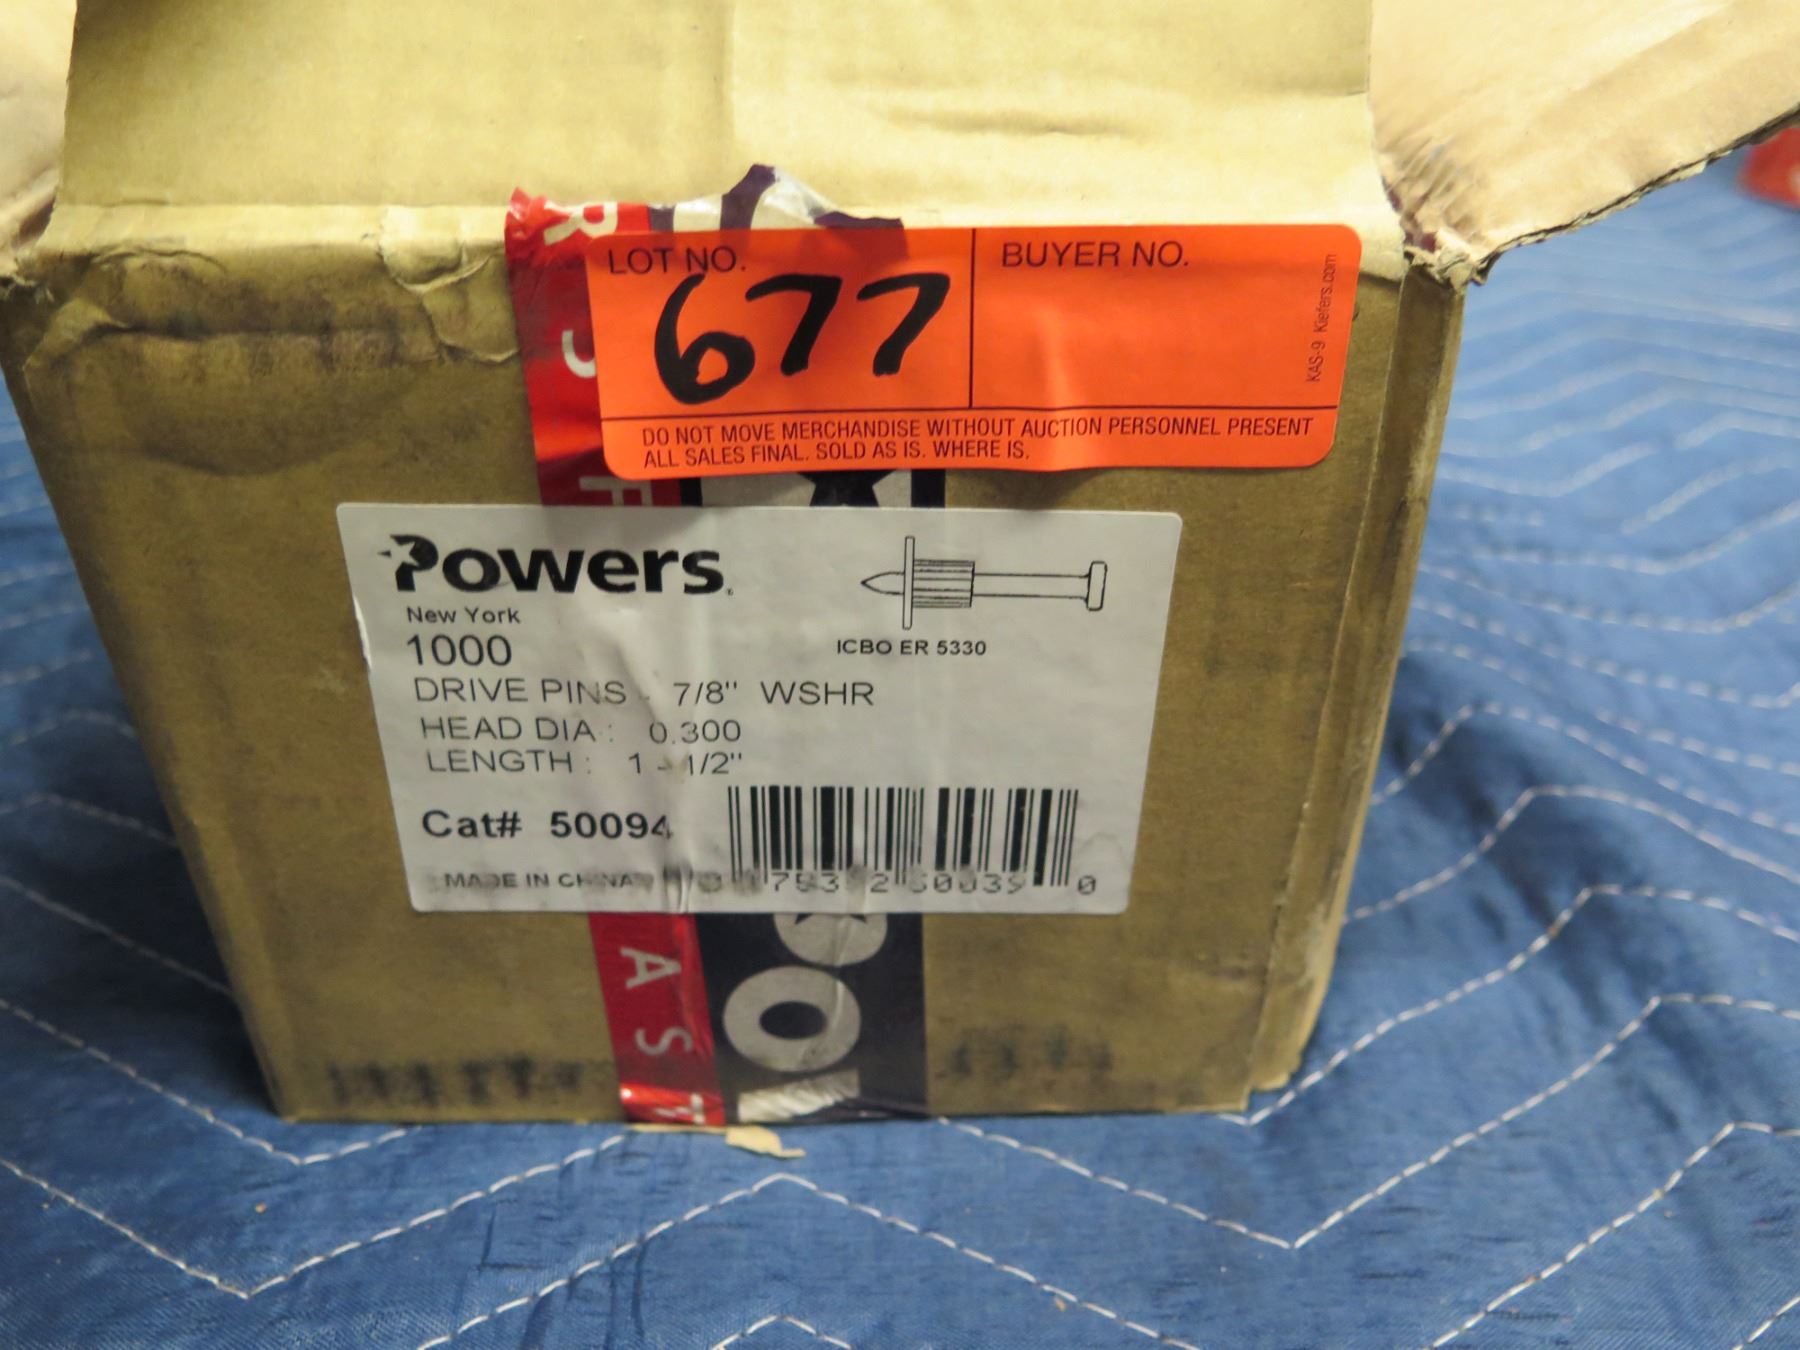 LOT NO.
677
BUYER NO.
KAS-9 Kiefers.com
DO NOT MOVE MERCHANDISE WITHOUT AUCTION PERSONNEL PRESENT
ALL SALES FINAL. SOLD AS IS. WHERE IS.
Powers.
New York
1000
ICBO ER 5330
DRIVE PINS - 7/8" WSHR
HEAD DIA : 0.300
LENGTH : 1 - 1/2"
Cat# 50094
MADE IN CHINA